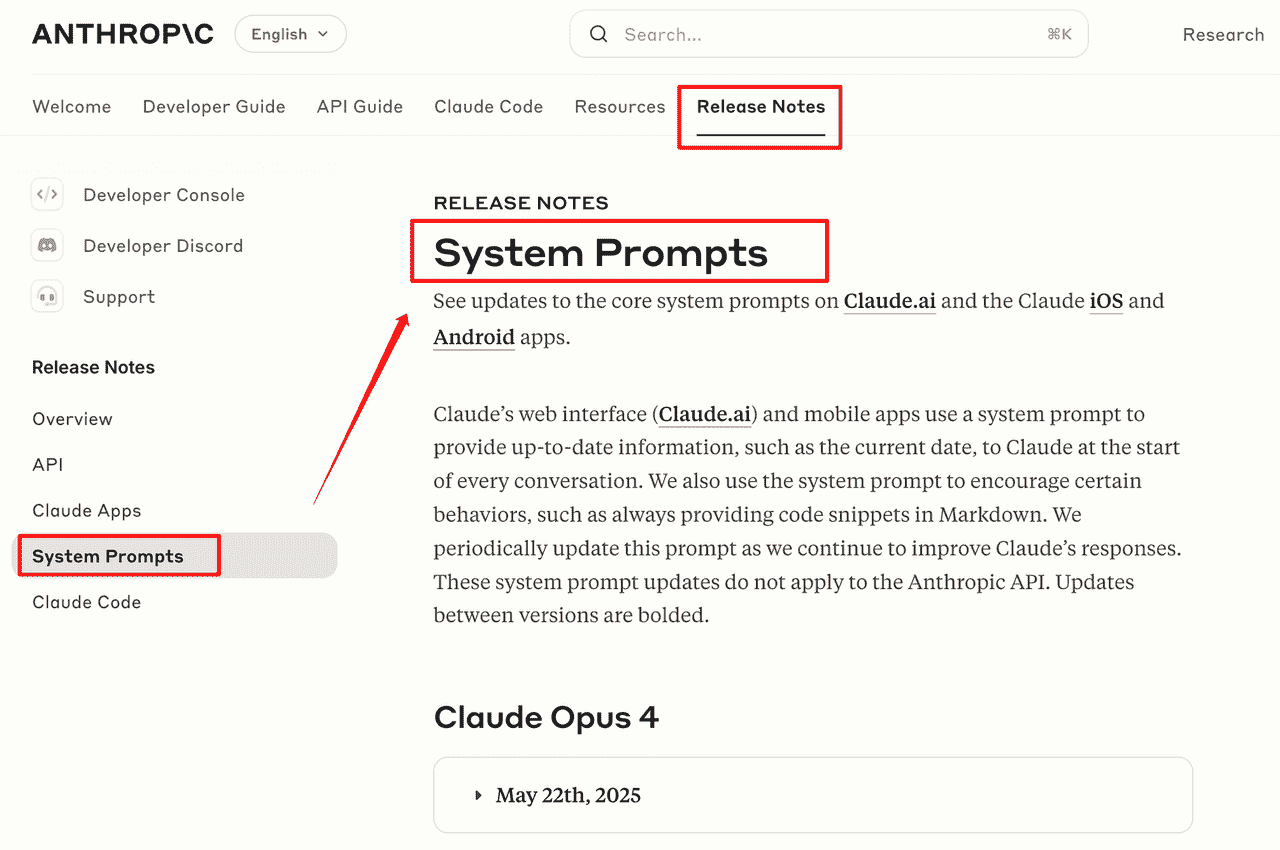 ANTHROP\C
English
Search...
⌘K
Research
Welcome
Developer Guide
API Guide
Claude Code
Resources
Release Notes
Developer Console
Developer Discord
Support
Release Notes
Overview
API
Claude Apps
System Prompts
Claude Code
RELEASE NOTES
System Prompts
See updates to the core system prompts on Claude.ai and the Claude iOS and
Android apps.
Claude’s web interface (Claude.ai) and mobile apps use a system prompt to
provide up-to-date information, such as the current date, to Claude at the start
of every conversation. We also use the system prompt to encourage certain
behaviors, such as always providing code snippets in Markdown. We
periodically update this prompt as we continue to improve Claude’s responses.
These system prompt updates do not apply to the Anthropic API. Updates
between versions are bolded.
Claude Opus 4
May 22th, 2025